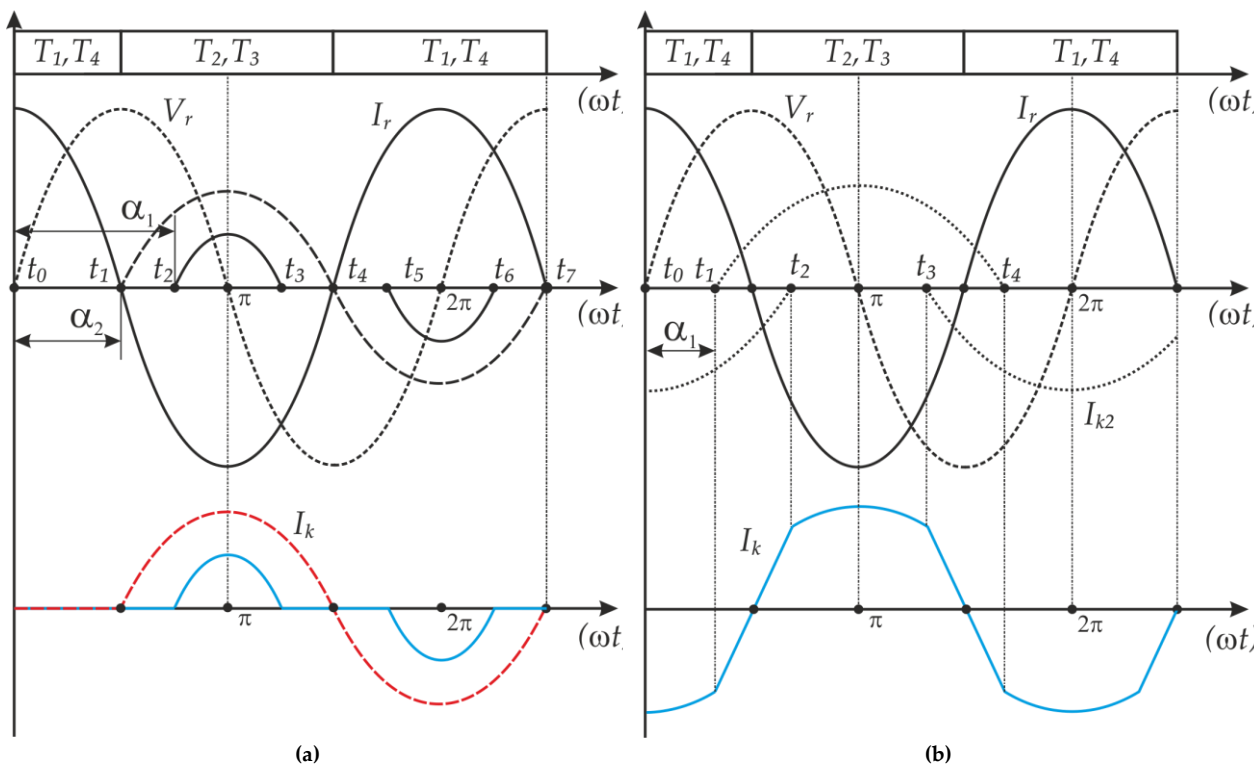 T₁,T₄ T₂,T₃ T₁,T₄
(ωt)
Vᵣ Iᵣ
α₁
t₀ t₁ t₂ t₃ t₄ t₅ t₆ t₇
π 2π
(ωt)
α₂
Iₖ
π 2π
(ωt)
(a)
T₁,T₄ T₂,T₃ T₁,T₄
(ωt)
Vᵣ Iᵣ
t₀ t₁ t₂ t₃ t₄
π 2π
(ωt)
α₁
Iₖ₂
Iₖ
π 2π
(ωt)
(b)